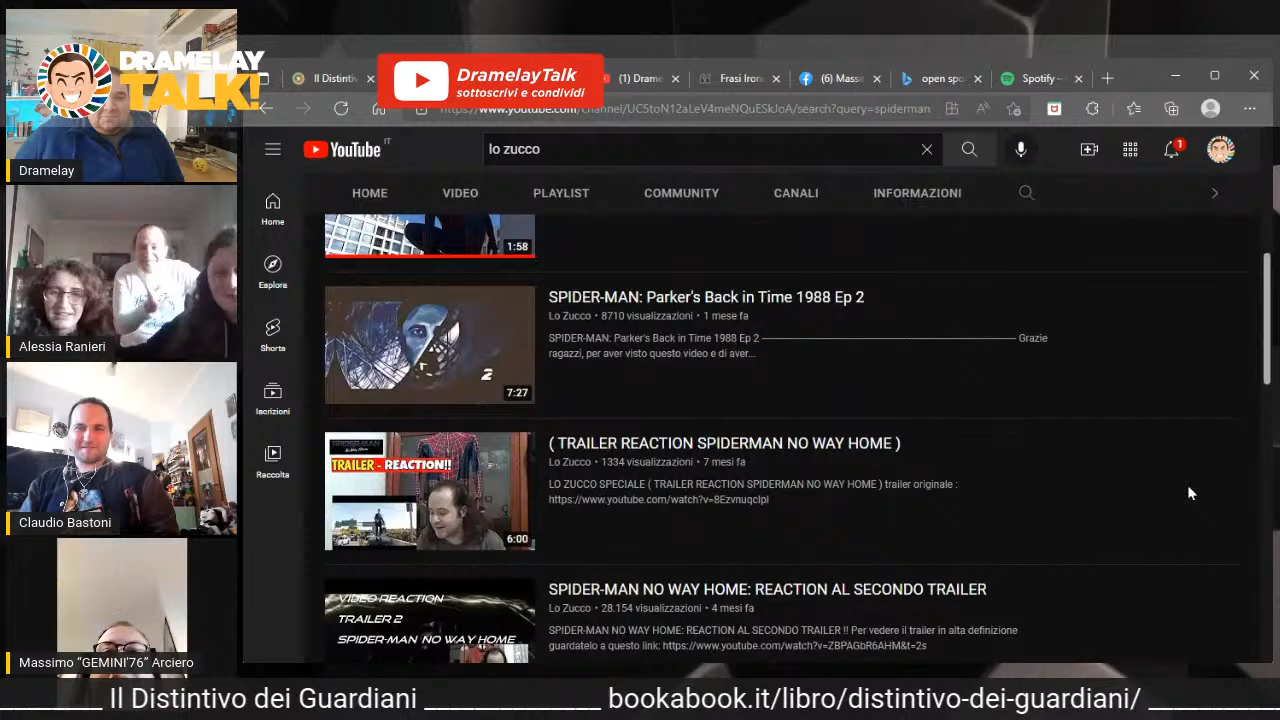 DRAMELAY
TALK!
DramelayTalk
sottoscrivi e condividi
Dramelay
Alessia Ranieri
Claudio Bastoni
Massimo “GEMINI'76” Arciero
Il Distintiv
(1) Drame
Frasi Inno
(6) Massi
open spo
Spotify –
https://www.youtube.com/channel/UC5toN12aLeV4meNQuESkJoA/search?query=spiderman
YouTube IT
lo zucco
1
HOME VIDEO PLAYLIST COMMUNITY CANALI INFORMAZIONI
Home
Esplora
Shorts
Iscrizioni
Raccolta
1:58
SPIDER-MAN: Parker's Back in Time 1988 Ep 2
Lo Zucco • 8710 visualizzazioni • 1 mese fa
SPIDER-MAN: Parker's Back in Time 1988 Ep 2 ---------- Grazie
ragazzi, per aver visto questo video e di aver...
2
7:27
( TRAILER REACTION SPIDERMAN NO WAY HOME )
Lo Zucco • 1334 visualizzazioni • 7 mesi fa
LO ZUCCO SPECIALE ( TRAILER REACTION SPIDERMAN NO WAY HOME ) trailer originale :
https://www.youtube.com/watch?v=8Ezvnuqclpl
TRAILER - REACTION!!
6:00
SPIDER-MAN NO WAY HOME: REACTION AL SECONDO TRAILER
Lo Zucco • 28.154 visualizzazioni • 4 mesi fa
SPIDER-MAN NO WAY HOME: REACTION AL SECONDO TRAILER !! Per vedere il trailer in alta definizione
guardatelo a questo link: https://www.youtube.com/watch?v=ZBPAGbR6AHM&t=2s
VIDEO REACTION
TRAILER 2
SPIDER-MAN NO WAY HOME
________ Il Distintivo dei Guardiani _____________ bookabook.it/libro/distintivo-dei-guardiani/ ________